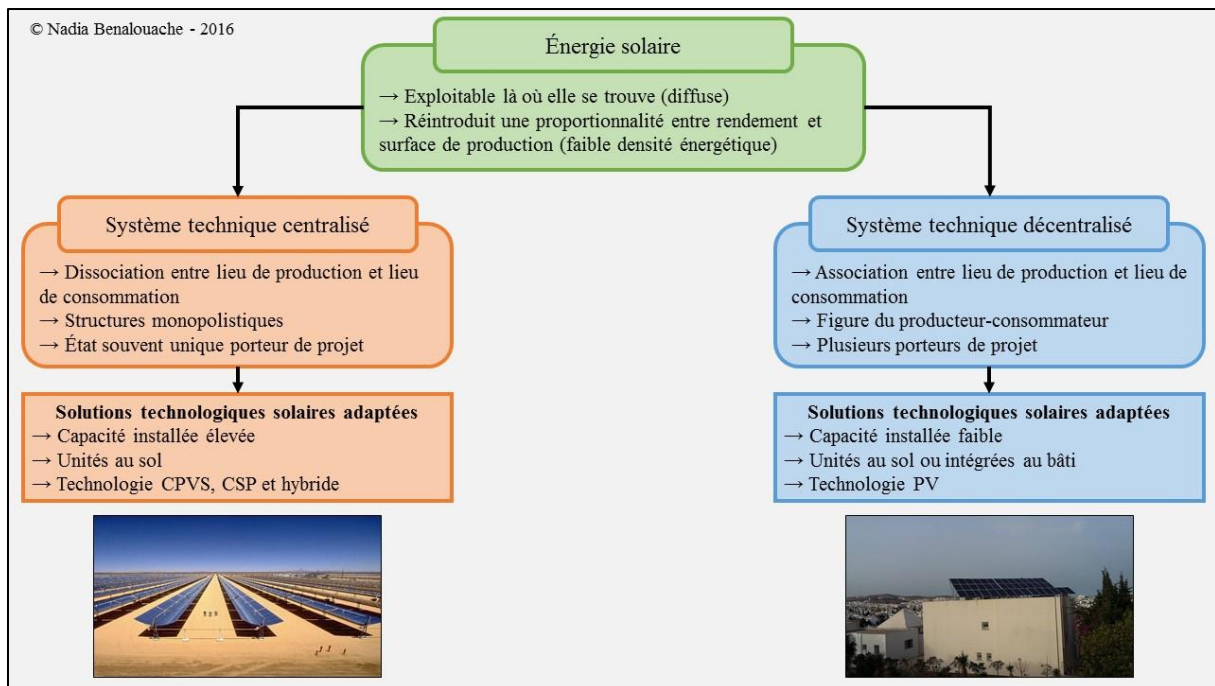 © Nadia Benalouache - 2016
Énergie solaire
→ Exploitable là où elle se trouve (diffuse)
→ Réintroduit une proportionnalité entre rendement et
surface de production (faible densité énergétique)
Système technique centralisé
→ Dissociation entre lieu de production et lieu
de consommation
→ Structures monopolistiques
→ État souvent unique porteur de projet
Solutions technologiques solaires adaptées
→ Capacité installée élevée
→ Unités au sol
→ Technologie CPVS, CSP et hybride
Système technique décentralisé
→ Association entre lieu de production et lieu de
consommation
→ Figure du producteur-consommateur
→ Plusieurs porteurs de projet
Solutions technologiques solaires adaptées
→ Capacité installée faible
→ Unités au sol ou intégrées au bâti
→ Technologie PV